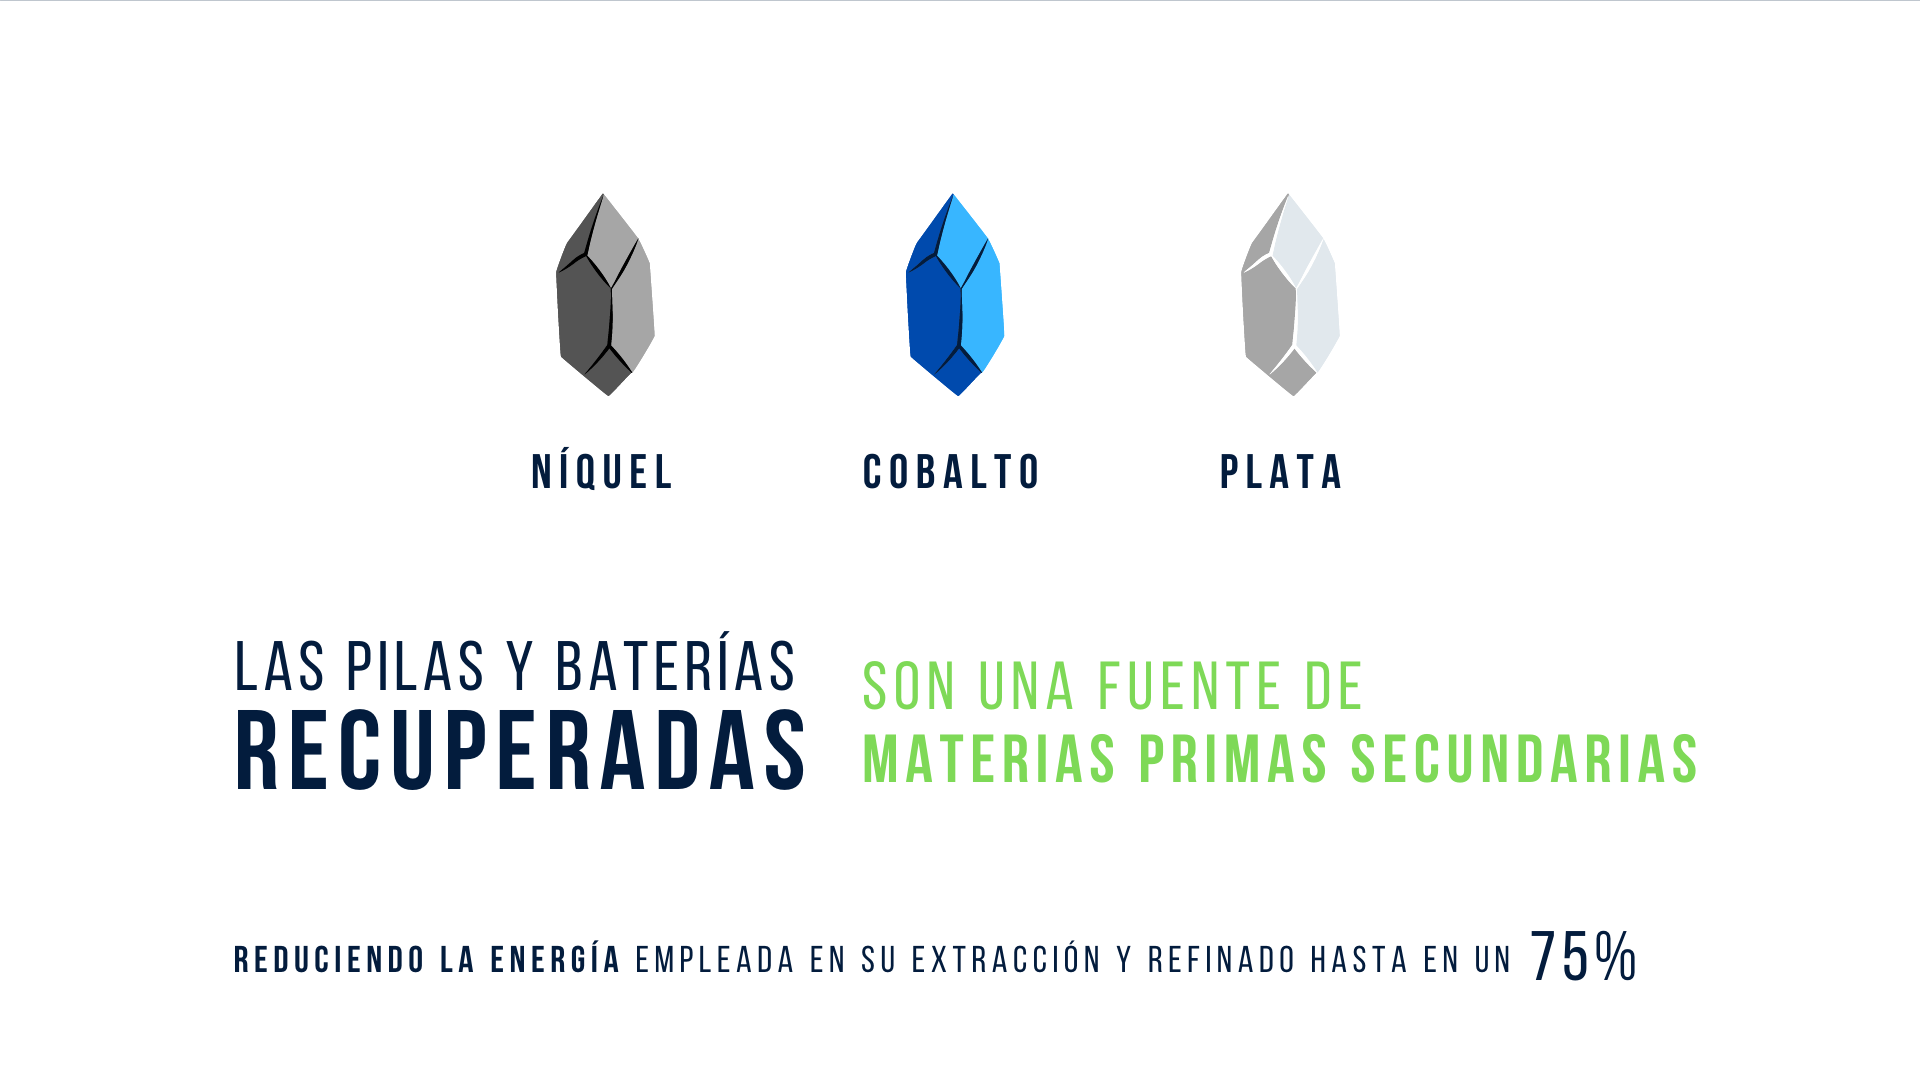 NÍQUEL COBALTO PLATA
LAS PILAS Y BATERÍAS
RECUPERADAS
SON UNA FUENTE DE
MATERIAS PRIMAS SECUNDARIAS
REDUCIENDO LA ENERGÍA EMPLEADA EN SU EXTRACCIÓN Y REFINADO HASTA EN UN 75%